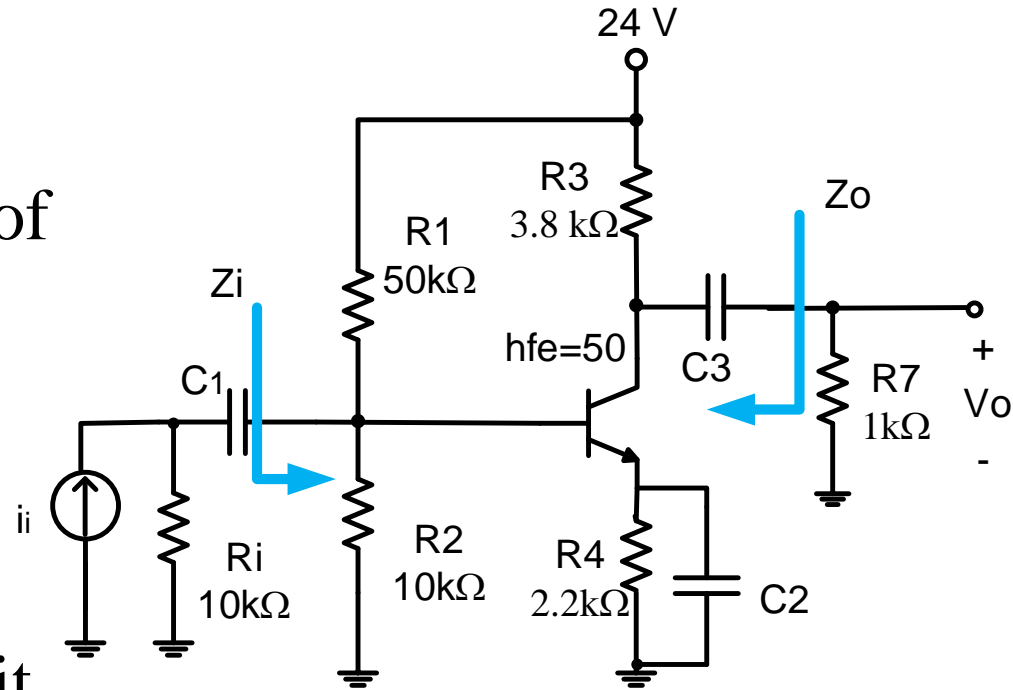 24 V
of
R3
3.8 kΩ
Zo
R1
50kΩ
Zi
hfe=50
C1
C3
R7
1kΩ
+
Vo
-
ii
Ri
10kΩ
R2
10kΩ
R4
2.2kΩ
C2
it